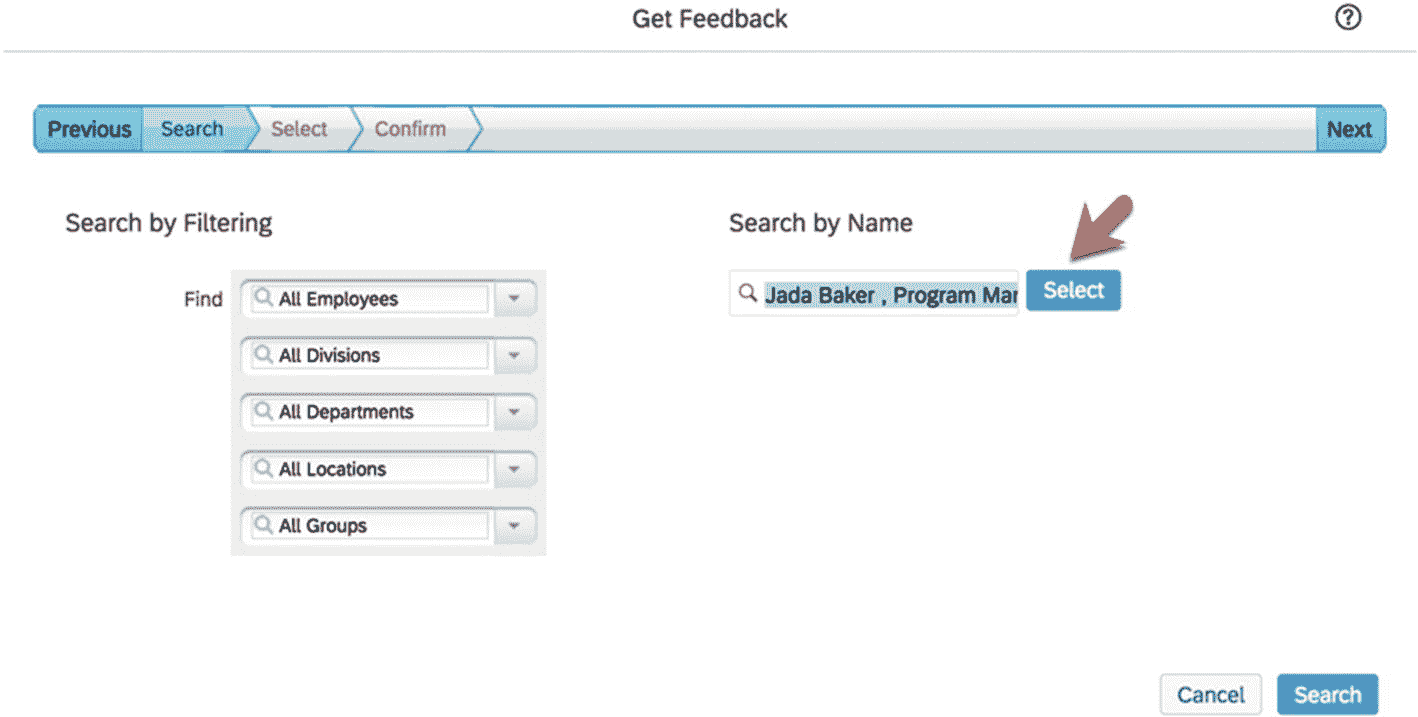 Get Feedback
Previous Search Select Confirm Next
Search by Filtering
Search by Name
Find All Employees
Jada Baker , Program Mar Select
All Divisions
All Departments
All Locations
All Groups
Cancel Search